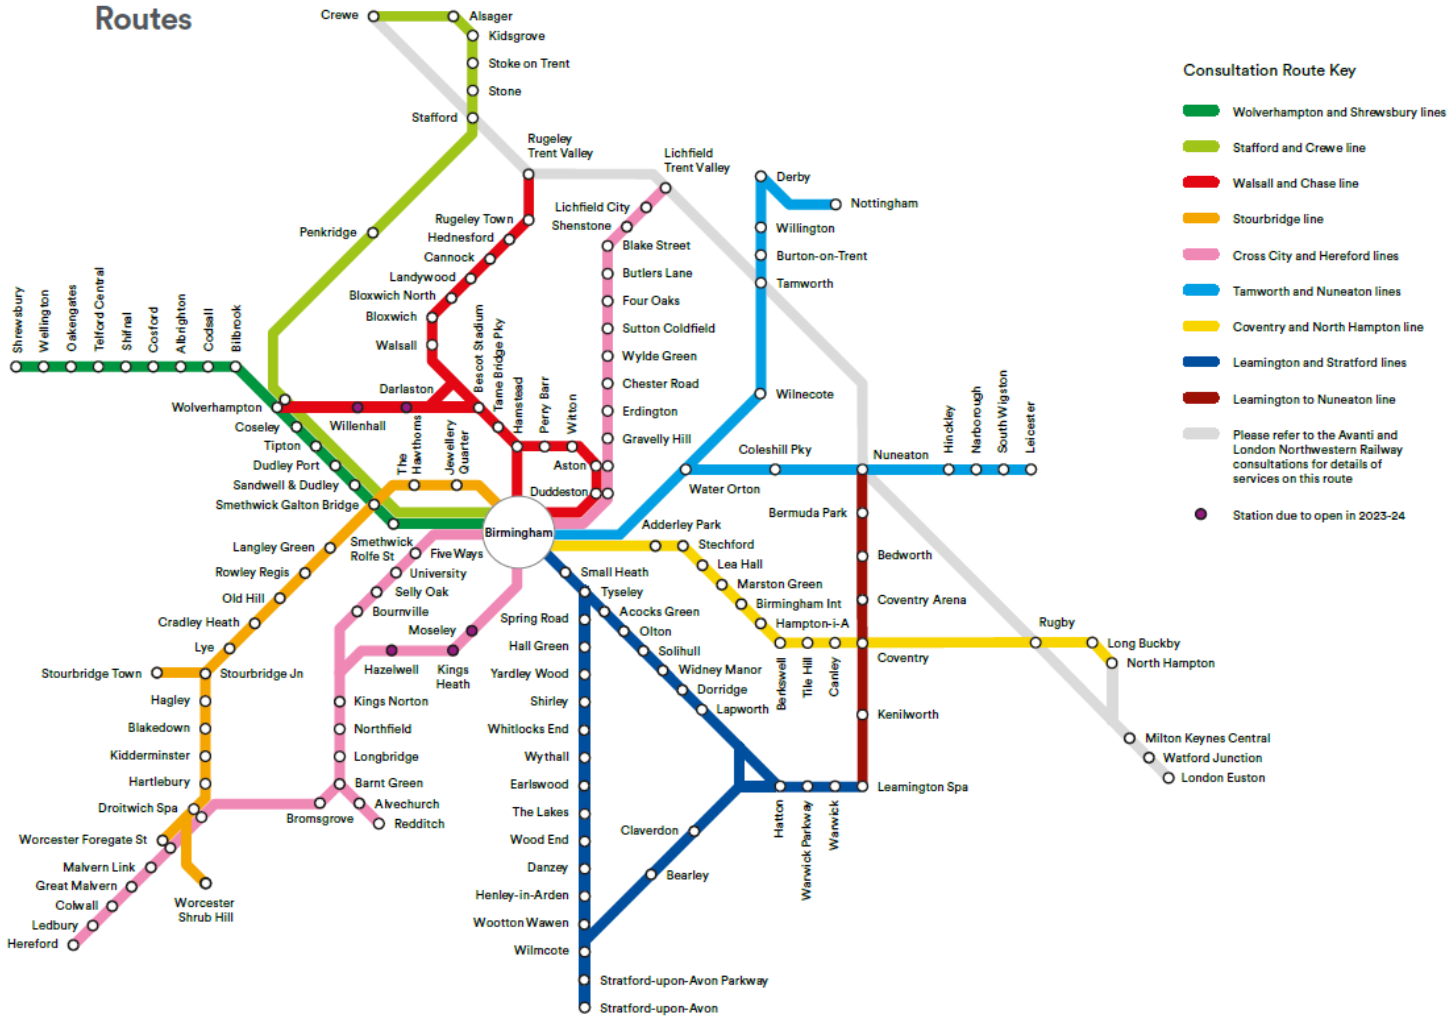 Routes
Crewe
Alsager
Kidsgrove
Stoke on Trent
Stone
Stafford
Rugeley
Trent Valley
Lichfield
Trent Valley
Penkridge
Rugeley Town
Hednesford
Cannock
Landywood
Bloxwich North
Bloxwich
Walsall
Lichfield City
Shenstone
Blake Street
Butlers Lane
Four Oaks
Sutton Coldfield
Wylde Green
Chester Road
Erdington
Gravelly Hill
Derby
Nottingham
Willington
Burton-on-Trent
Tamworth
Wilnecote
Shrewsbury
Wellington
Oakengates
Telford Central
Shifnal
Cosford
Albrighton
Codsall
Bilbrook
Wolverhampton
Coseley
Tipton
Dudley Port
Sandwell & Dudley
Smethwick Galton Bridge
Willenhall
Darlaston
Bescot Stadium
Tame Bridge Pky
Hamstead
Perry Barr
Witton
Aston
Duddeston
The
Hawthorns
Jewellery
Quarter
Smethwick
Rolfe St
Birmingham
Coleshill Pky
Water Orton
Nuneaton
Hinckley
Narborough
South Wigston
Leicester
Bermuda Park
Bedworth
Coventry Arena
Coventry
Kenilworth
Leamington Spa
Adderley Park
Stechford
Lea Hall
Marston Green
Birmingham Int
Hampton-i-A
Berkswell
Tile Hill
Canley
Rugby
Long Buckby
North Hampton
Milton Keynes Central
Watford Junction
London Euston
Langley Green
Rowley Regis
Old Hill
Cradley Heath
Lye
Stourbridge Town
Stourbridge Jn
Hagley
Blakedown
Kidderminster
Hartlebury
Droitwich Spa
Worcester Foregate St
Malvern Link
Great Malvern
Colwall
Ledbury
Hereford
Worcester
Shrub Hill
Five Ways
University
Selly Oak
Bournville
Moseley
Hazelwell
Kings
Heath
Kings Norton
Northfield
Longbridge
Barnt Green
Bromsgrove
Alvechurch
Redditch
Small Heath
Tyseley
Spring Road
Hall Green
Yardley Wood
Shirley
Whitlocks End
Wythall
Earlswood
The Lakes
Wood End
Danzey
Henley-in-Arden
Wootton Wawen
Wilmcote
Stratford-upon-Avon Parkway
Stratford-upon-Avon
Acocks Green
Olton
Solihull
Widney Manor
Dorridge
Lapworth
Hatton
Warwick Parkway
Warwick
Claverdon
Bearley
Consultation Route Key
Wolverhampton and Shrewsbury lines
Stafford and Crewe line
Walsall and Chase line
Stourbridge line
Cross City and Hereford lines
Tamworth and Nuneaton lines
Coventry and North Hampton line
Leamington and Stratford lines
Leamington to Nuneaton line
Please refer to the Avanti and
London Northwestern Railway
consultations for details of
services on this route
Station due to open in 2023-24